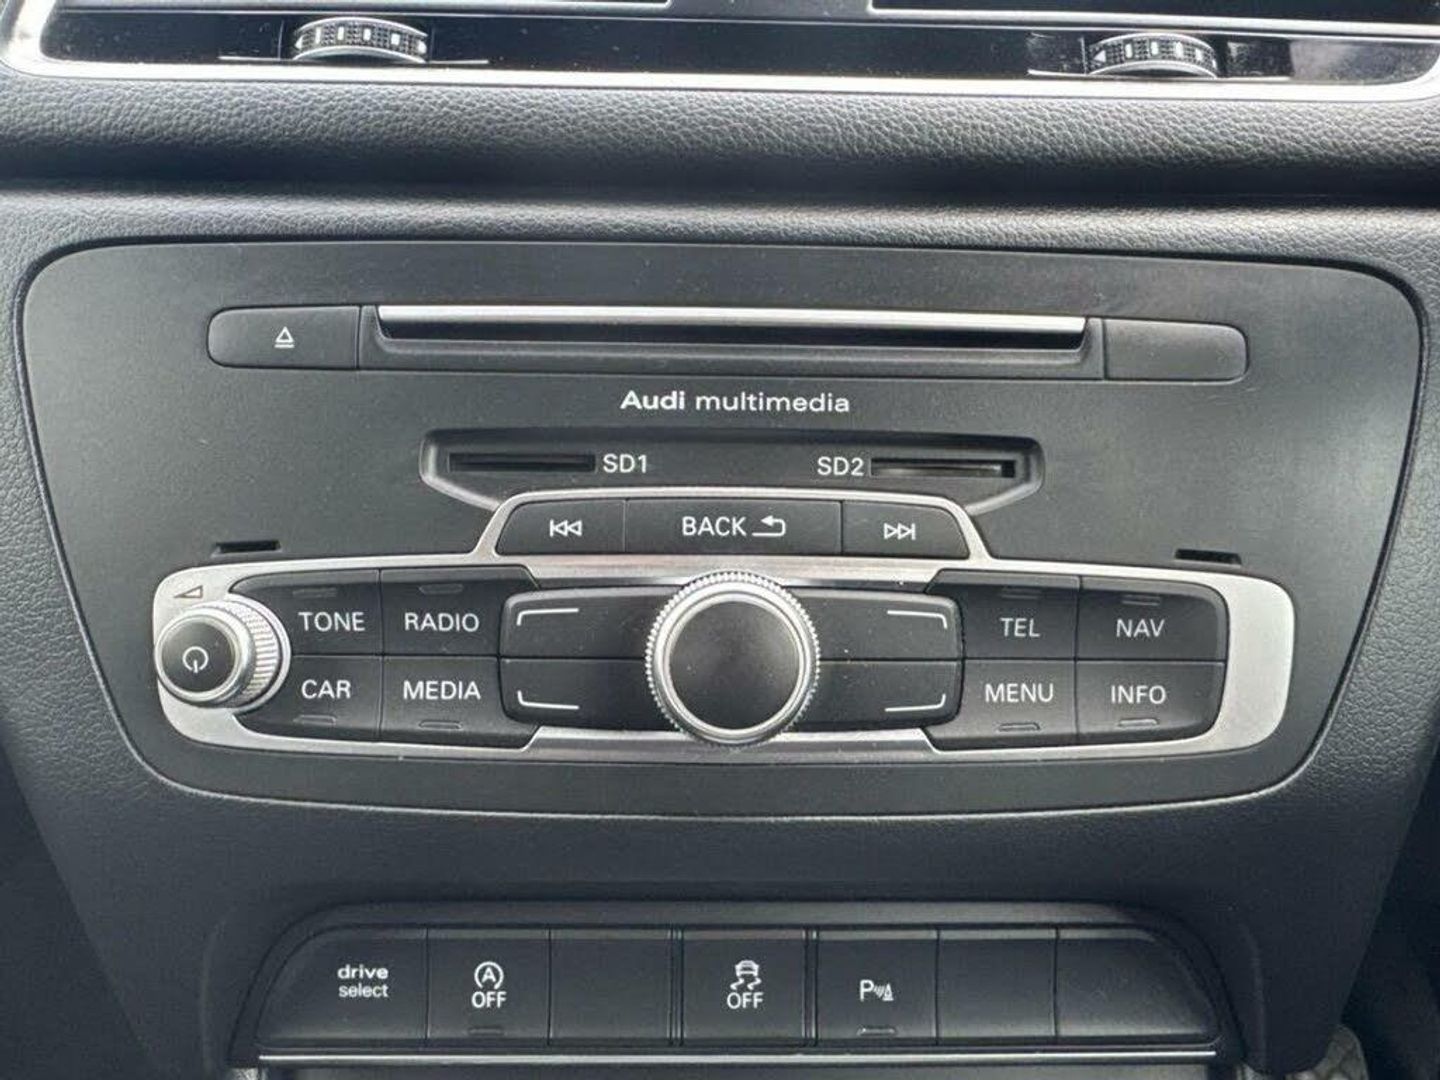 Audi multimedia
SD1 SD2
BACK
TONE RADIO TEL NAV
CAR MEDIA MENU INFO
drive
select
A
OFF
OFF
P